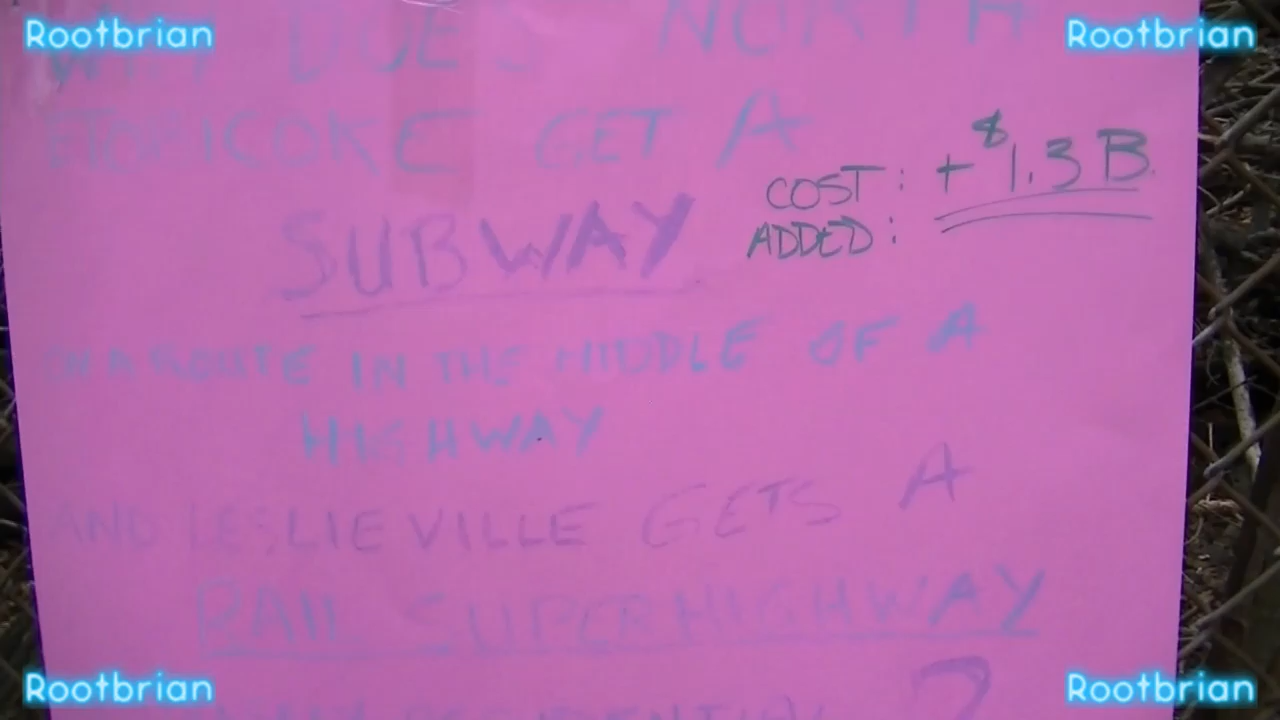 Rootbrian Rootbrian
WHY DOES NORTH
ETOBICOKE GET A
SUBWAY
COST: + $1.3 B
ADDED:
ON A ROUTE IN THE MIDDLE OF A
HIGHWAY
AND LESLIEVILLE GETS A
RAIL SUPERHIGHWAY
?
Rootbrian Rootbrian